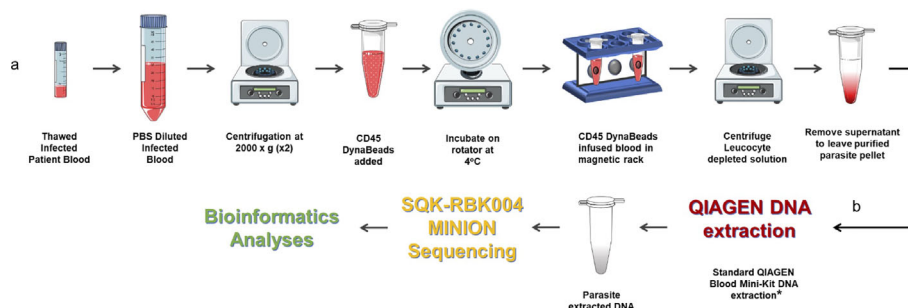 a
Thawed
Infected
Patient Blood
PBS Diluted
Infected
Blood
Centrifugation at
2000 x g (x2)
CD45
DynaBeads
added
Incubate on
rotator at
4ºC
CD45 DynaBeads
infused blood in
magnetic rack
Centrifuge
Leucocyte
depleted solution
Remove supernatant
to leave purified
parasite pellet
b
QIAGEN DNA
extraction
Standard QIAGEN
Blood Mini-Kit DNA
extraction*
Parasite
extracted DNA
SQK-RBK004
MINION
Sequencing
Bioinformatics
Analyses